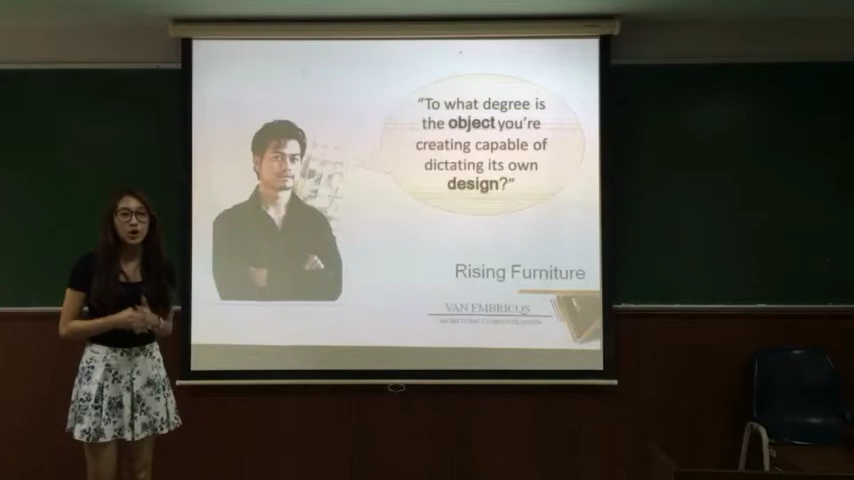 “To what degree is
the object you’re
creating capable of
dictating its own
design?”
Rising Furniture
VAN EMBRICQS